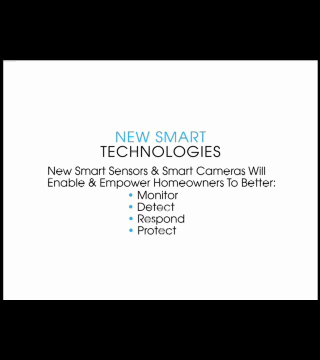 NEW SMART
TECHNOLOGIES
New Smart Sensors & Smart Cameras Will
Enable & Empower Homeowners To Better:
• Monitor
• Detect
• Respond
• Protect